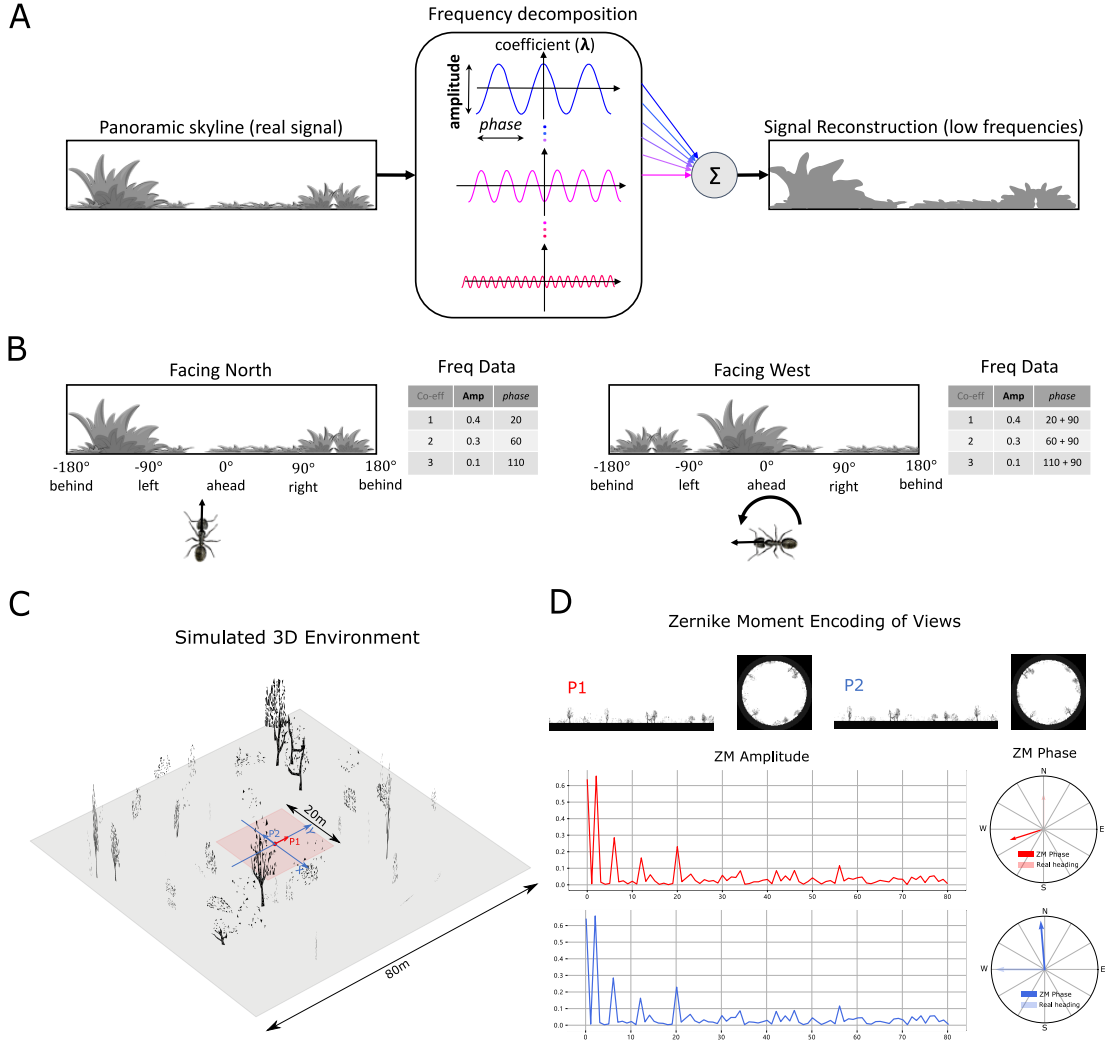 A
Frequency decomposition
coefficient (λ)
amplitude
phase
Panoramic skyline (real signal)
Σ
Signal Reconstruction (low frequencies)
B
Facing North
Freq Data
Co-eff Amp phase
1 0.4 20
2 0.3 60
3 0.1 110
-180° -90° 0° 90° 180°
behind left ahead right behind
Facing West
Freq Data
Co-eff Amp phase
1 0.4 20 + 90
2 0.3 60 + 90
3 0.1 110 + 90
-180° -90° 0° 90° 180°
behind left ahead right behind
C
Simulated 3D Environment
20m
P2
P1
80m
D
Zernike Moment Encoding of Views
P1
P2
ZM Amplitude
ZM Phase
0.6
0.5
0.4
0.3
0.2
0.1
0.0
0 10 20 30 40 50 60 70 80
N
W E
S
ZM Phase
Real heading
0.6
0.5
0.4
0.3
0.2
0.1
0.0
0 10 20 30 40 50 60 70 80
N
W E
S
ZM Phase
Real heading